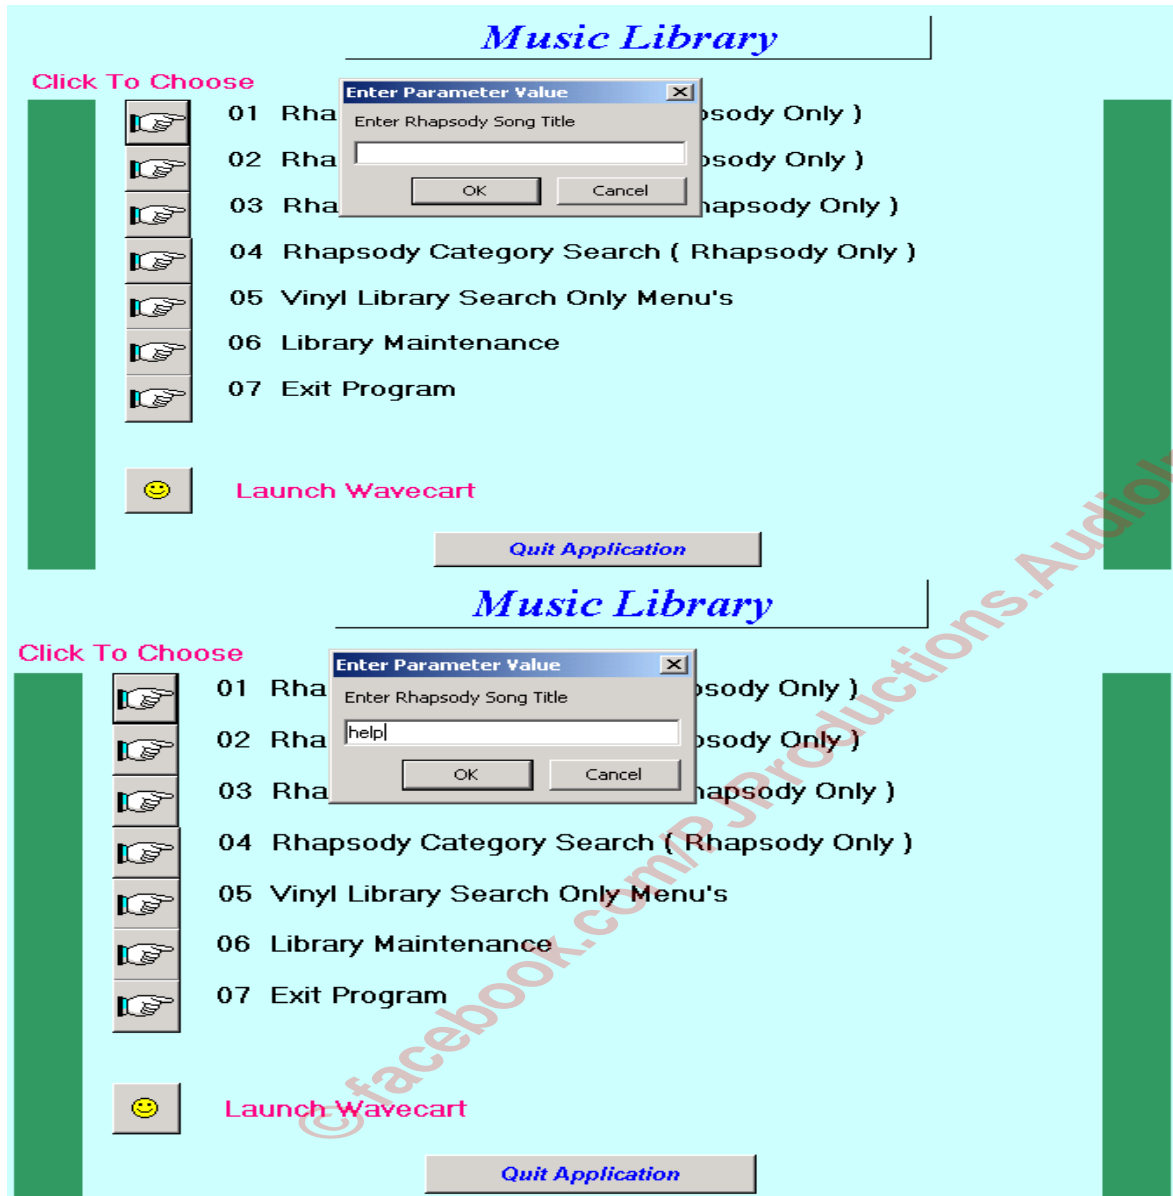 Music Library
Click To Choose
Enter Parameter Value
Enter Rhapsody Song Title
OK Cancel
01 Rha psody Only )
02 Rha psody Only )
03 Rha hapsody Only )
04 Rhapsody Category Search ( Rhapsody Only )
05 Vinyl Library Search Only Menu's
06 Library Maintenance
07 Exit Program
Launch Wavecart
Quit Application
Music Library
Click To Choose
Enter Parameter Value
Enter Rhapsody Song Title
help
OK Cancel
01 Rha psody Only )
02 Rha psody Only )
03 Rha hapsody Only )
04 Rhapsody Category Search ( Rhapsody Only )
05 Vinyl Library Search Only Menu's
06 Library Maintenance
07 Exit Program
Launch Wavecart
Quit Application
© facebook.com/PJProductions.Audio